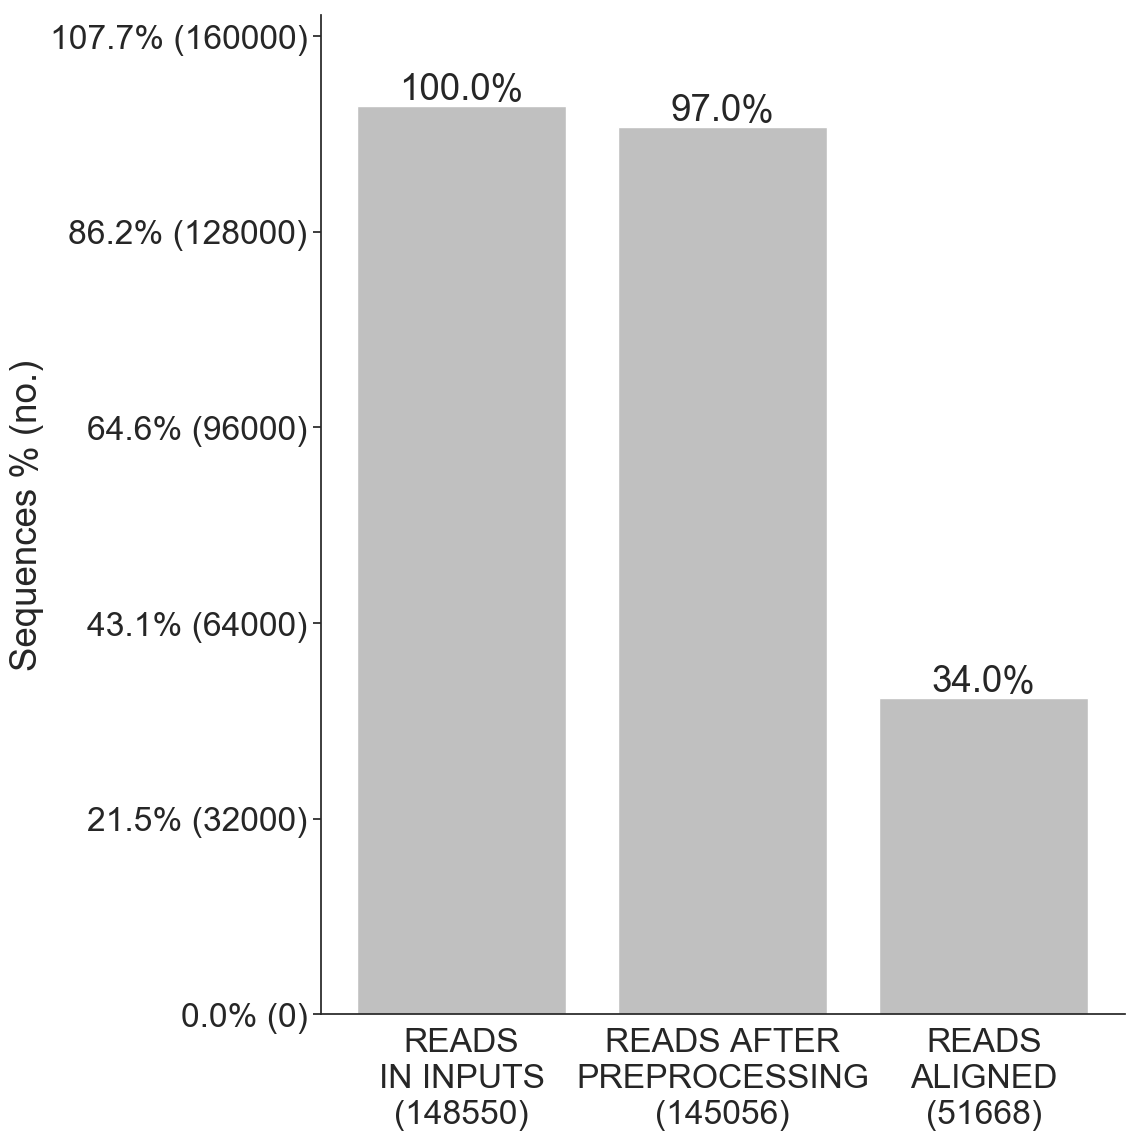 107.7% (160000)
86.2% (128000)
64.6% (96000)
43.1% (64000)
21.5% (32000)
0.0% (0)
Sequences % (no.)
100.0%
97.0%
34.0%
READS
IN INPUTS
(148550)
READS AFTER
PREPROCESSING
(145056)
READS
ALIGNED
(51668)